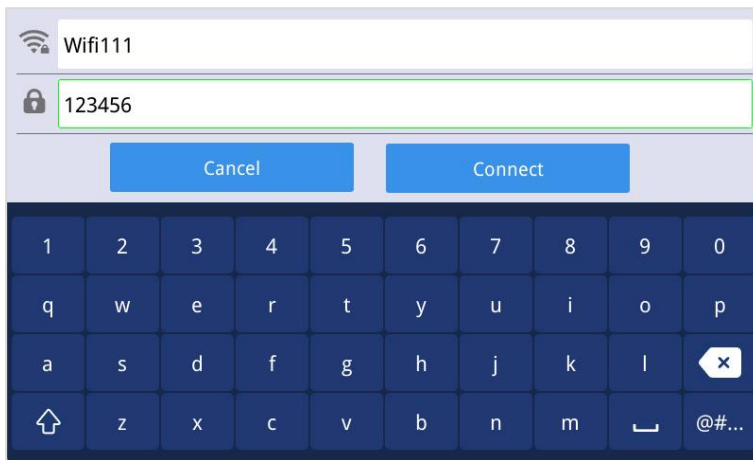 Wifi111
123456
Cancel Connect
1 2 3 4 5 6 7 8 9 0
q w e r t y u i o p
a s d f g h j k l
z x c v b n m @#...